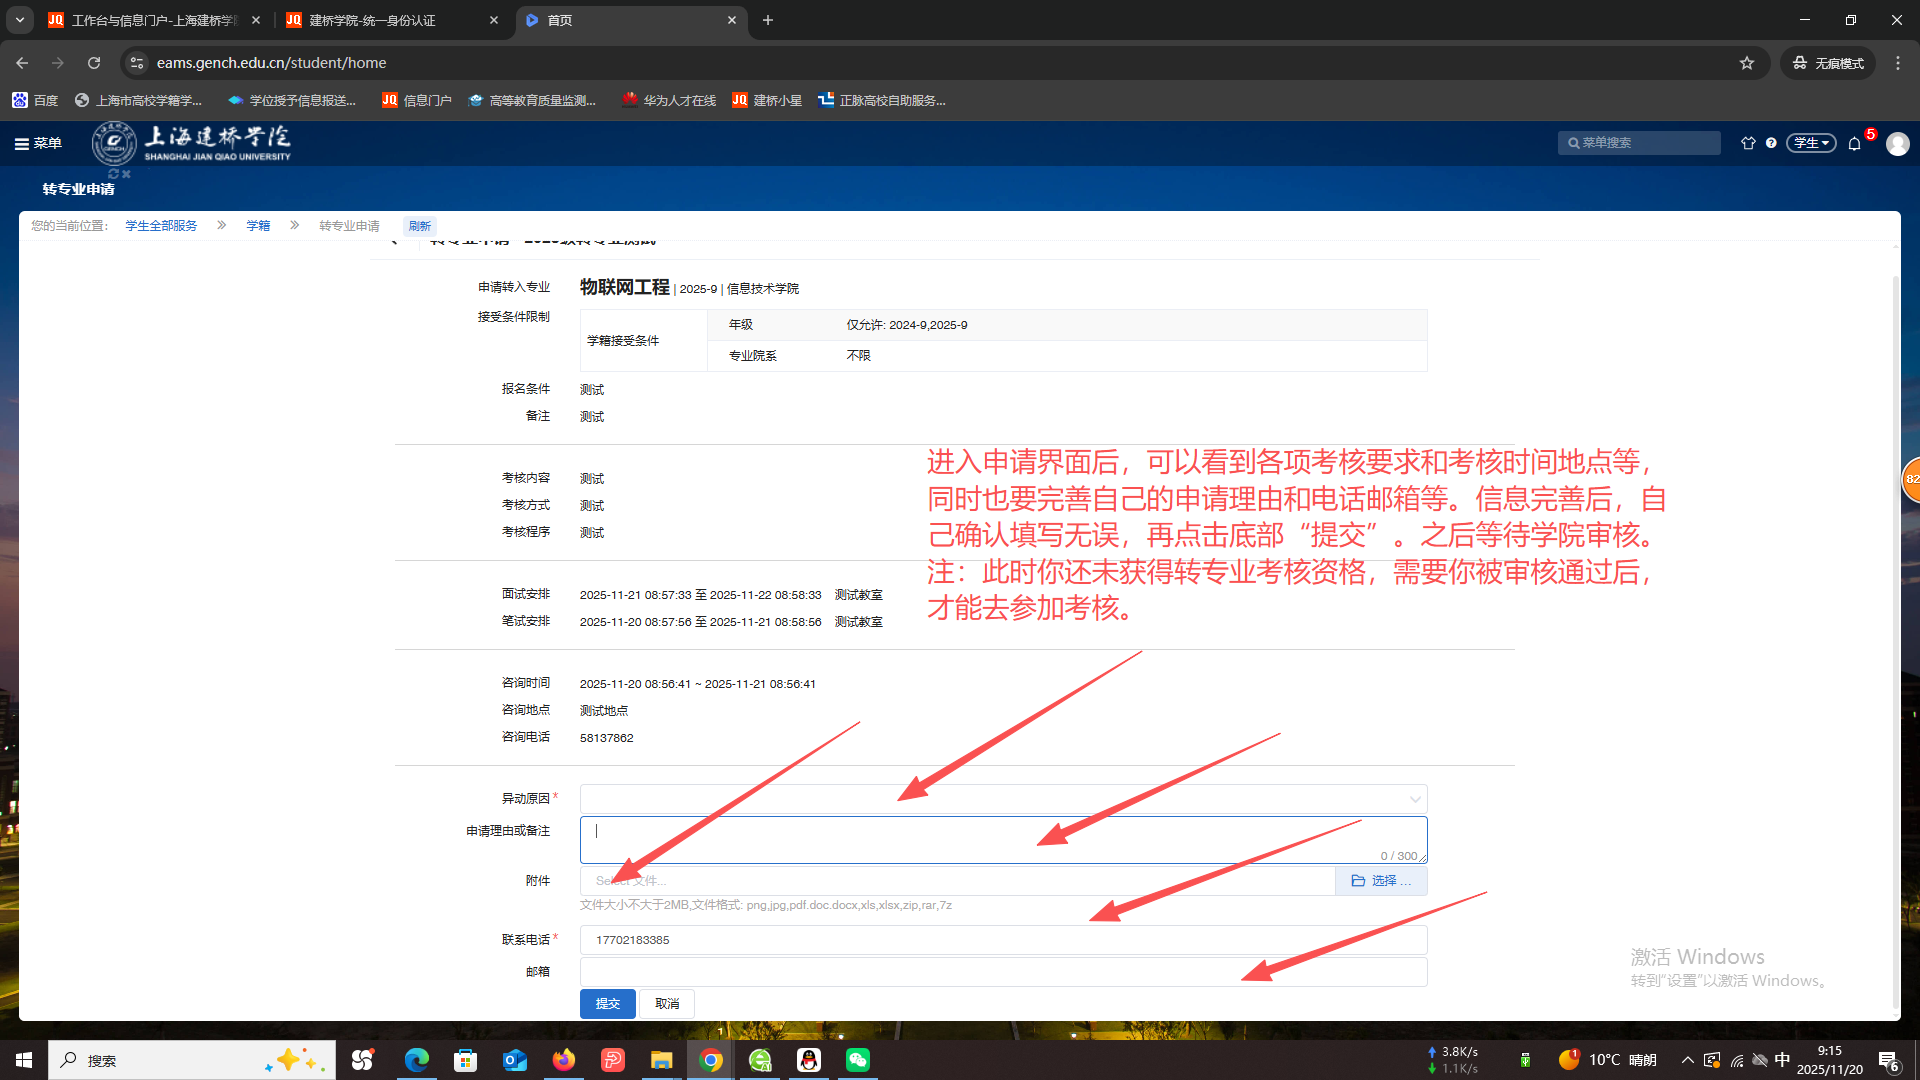 工作台与信息门户-上海建桥学院
建桥学院-统一身份认证
首页
eams.gench.edu.cn/student/home
无痕模式
百度
上海市高校学籍学...
学位授予信息报送...
信息门户
高等教育质量监测...
华为人才在线
建桥小星
正脉高校自助服务...
菜单
上海建桥学院
SHANGHAI JIAN QIAO UNIVERSITY
菜单搜索
学生
5
转专业申请
您的当前位置：
学生全部服务
学籍
转专业申请
刷新
申请转入专业
物联网工程 | 2025-9 | 信息技术学院
接受条件限制
学籍接受条件
年级
仅允许: 2024-9,2025-9
专业院系
不限
报名条件
测试
备注
测试
考核内容
测试
考核方式
测试
考核程序
测试
进入申请界面后，可以看到各项考核要求和考核时间地点等，
同时也要完善自己的申请理由和电话邮箱等。信息完善后，自
己确认填写无误，再点击底部“提交”。之后等待学院审核。
注：此时你还未获得转专业考核资格，需要你被审核通过后，
才能去参加考核。
面试安排
2025-11-21 08:57:33 至 2025-11-22 08:58:33 测试教室
笔试安排
2025-11-20 08:57:56 至 2025-11-21 08:58:56 测试教室
咨询时间
2025-11-20 08:56:41 ~ 2025-11-21 08:56:41
咨询地点
测试地点
咨询电话
58137862
异动原因*
申请理由或备注
0 / 300
附件
Select 文件...
选择 ...
文件大小不大于2MB,文件格式: png,jpg,pdf.doc.docx,xls,xlsx,zip,rar,7z
联系电话*
17702183385
邮箱
提交
取消
激活 Windows
转到“设置”以激活 Windows。
82
搜索
3.8K/s
1.1K/s
1
10°C 晴朗
中
9:15
2025/11/20
6